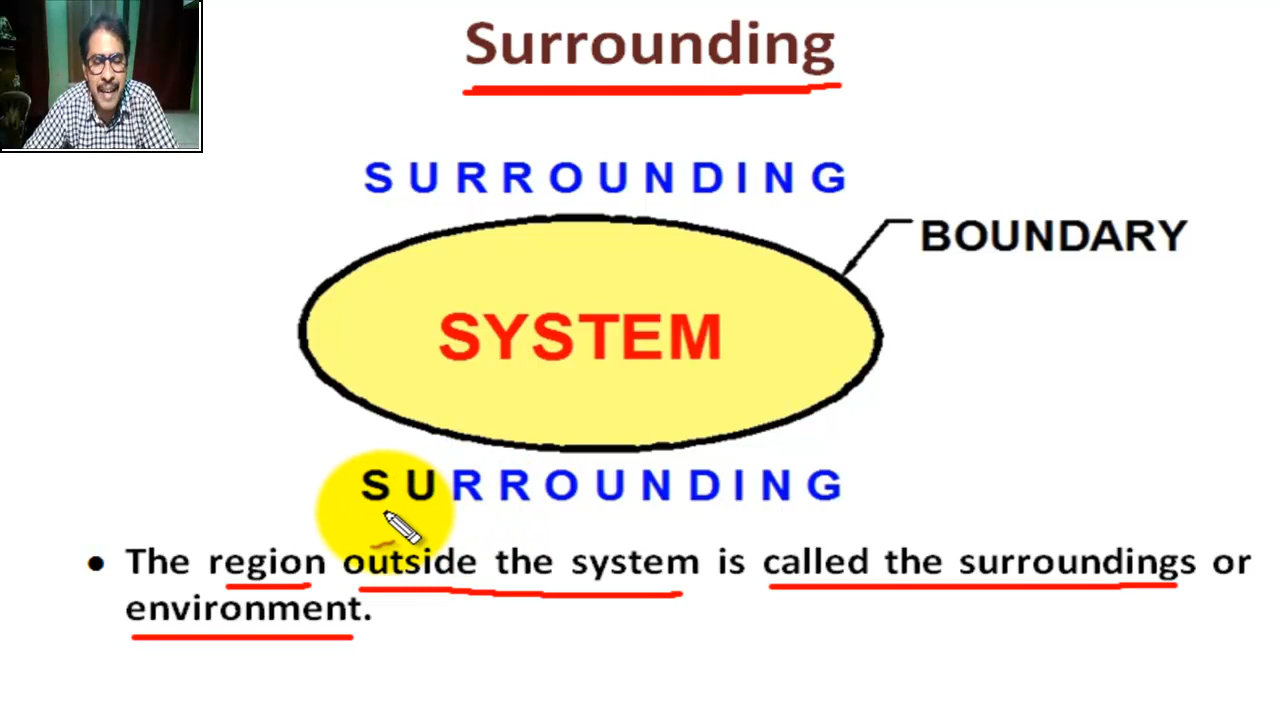 Surrounding
SURROUNDING
BOUNDARY
SYSTEM
SURROUNDING
• The region outside the system is called the surroundings or
environment.